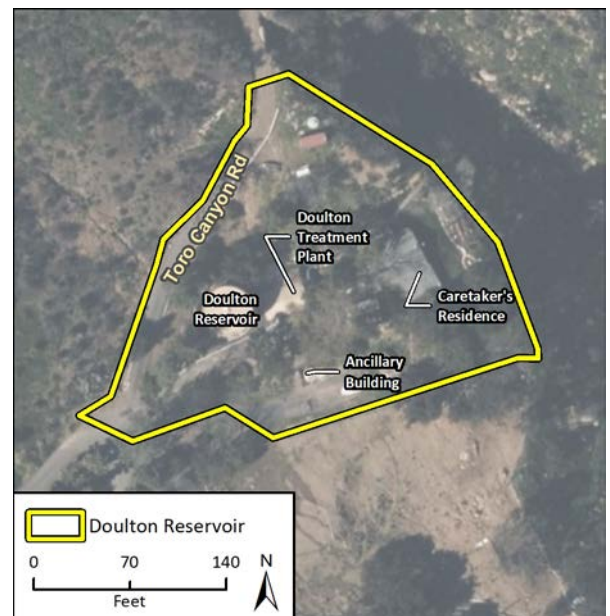 Toro Canyon Rd
Doulton
Treatment
Plant
Doulton
Reservoir
Caretaker's
Residence
Ancillary
Building
Doulton Reservoir
0 70 140
Feet
N